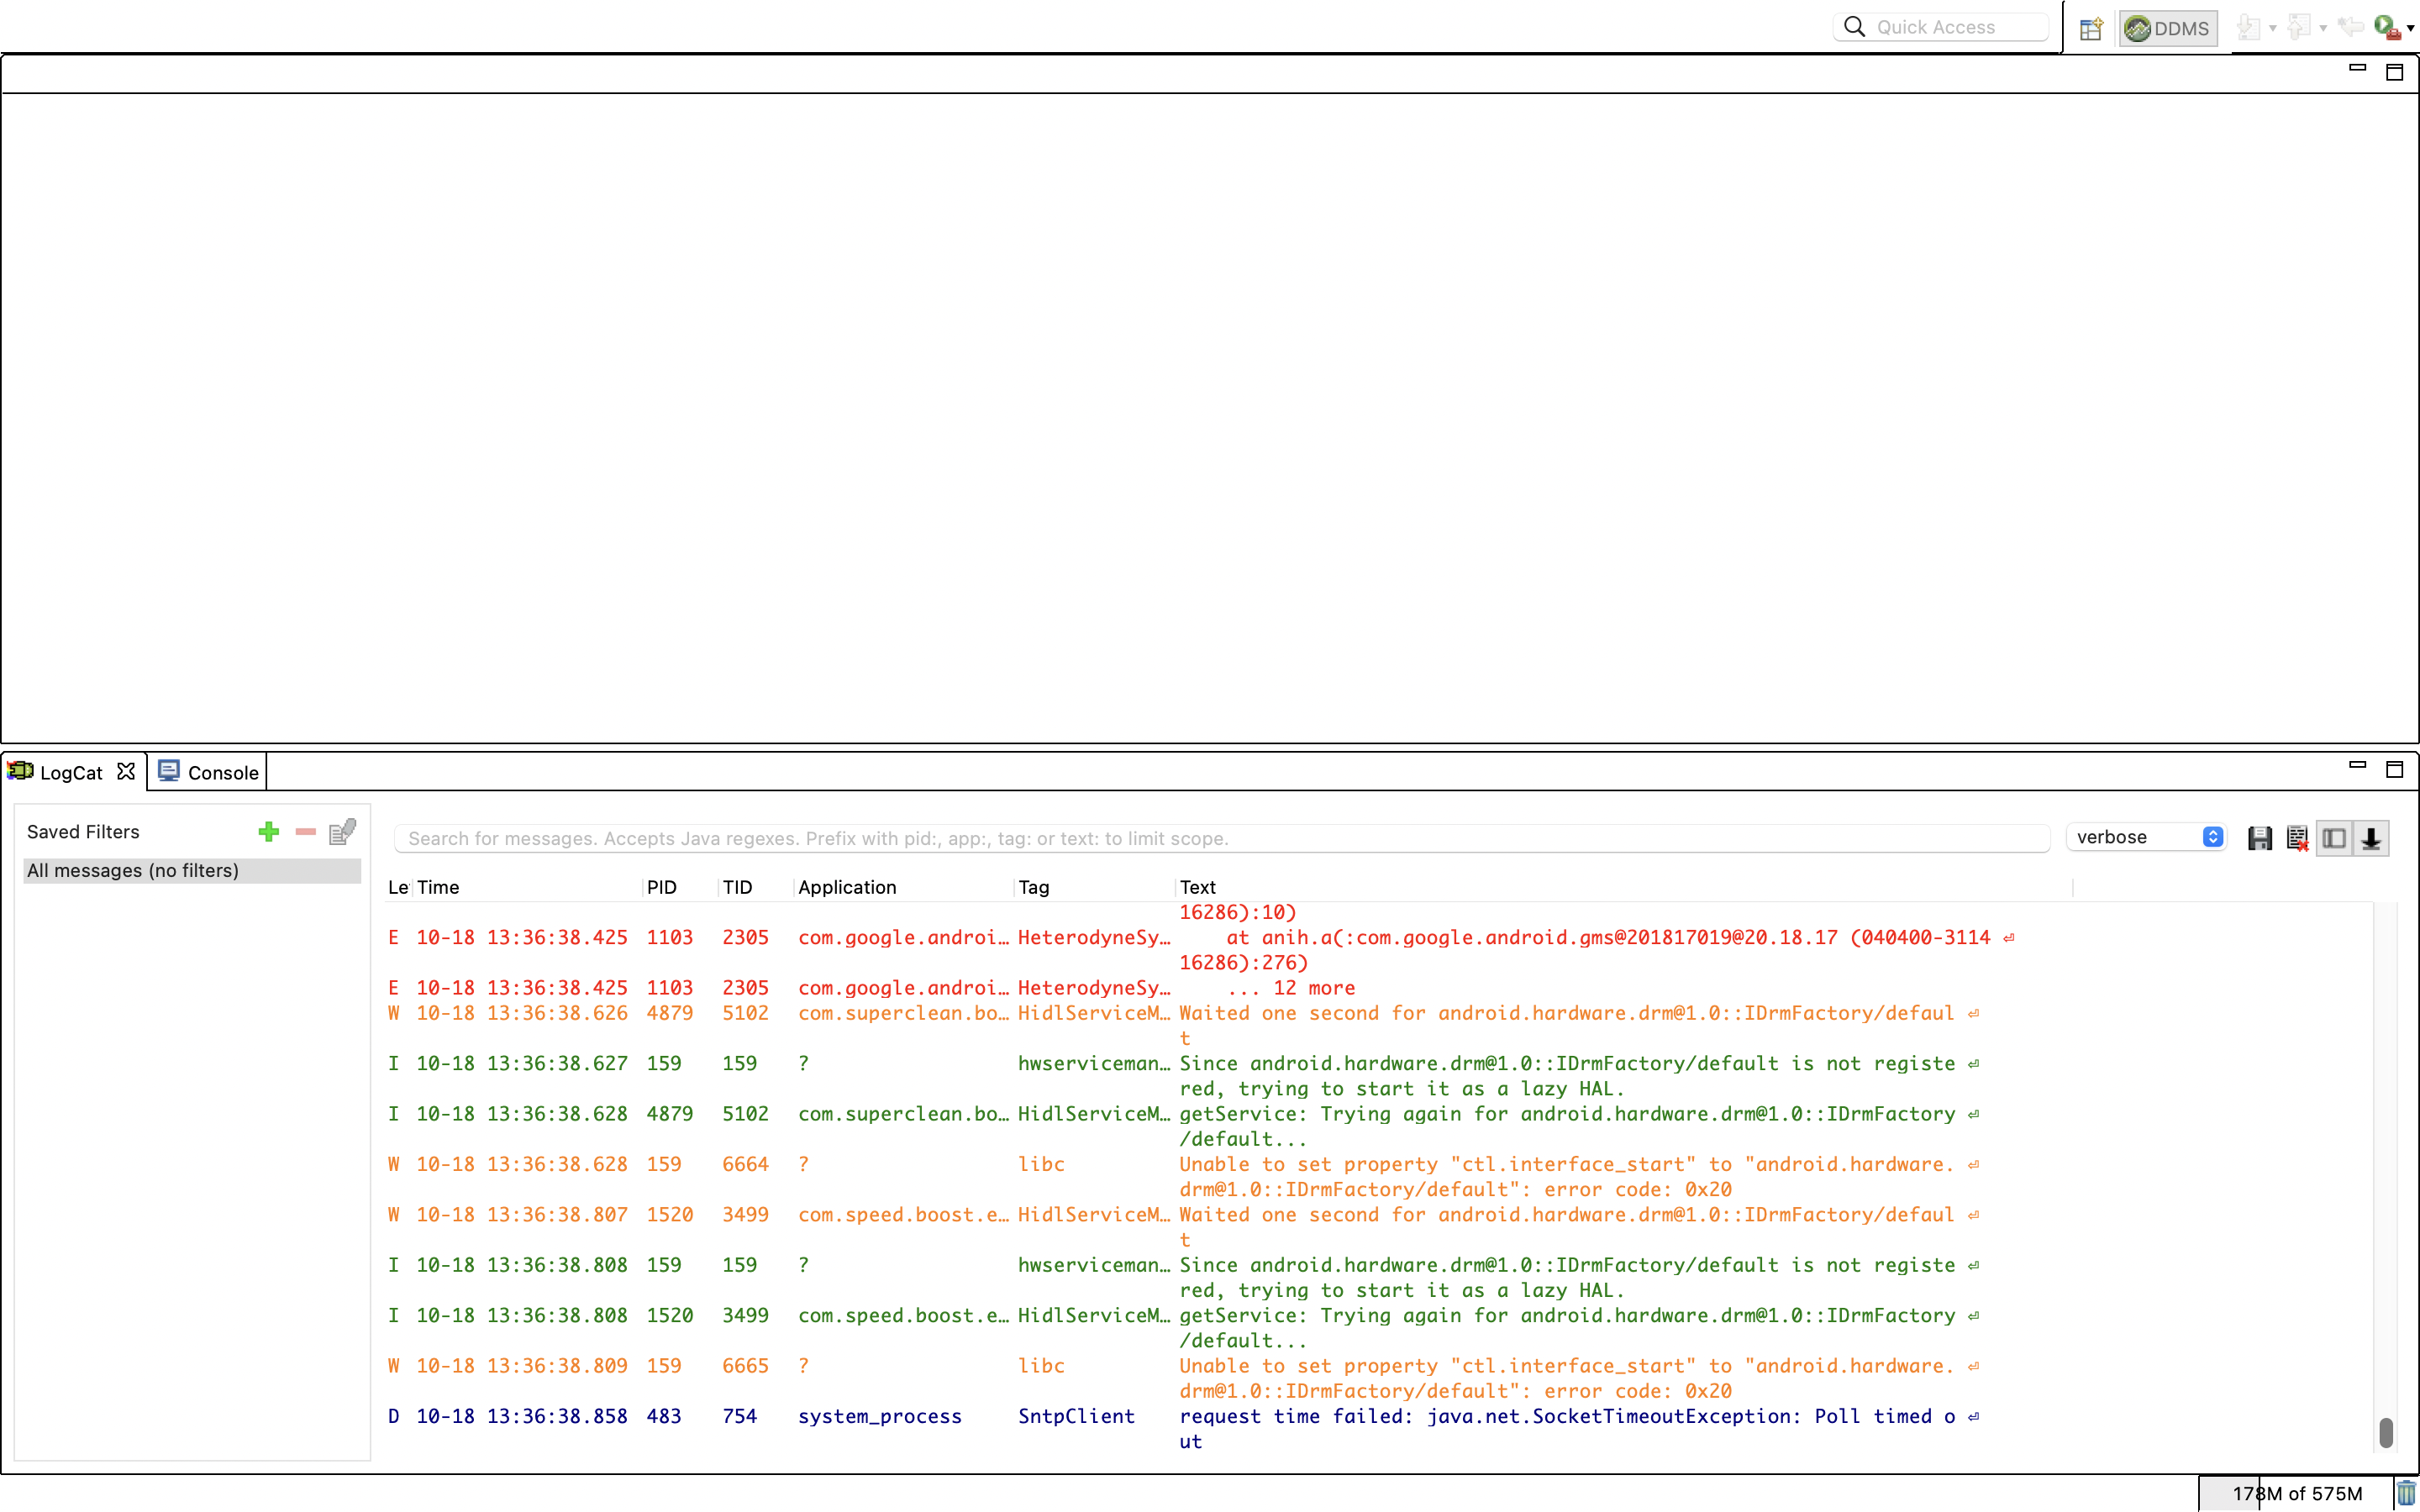 Quick Access
DDMS
LogCat
Console
Saved Filters
All messages (no filters)
Search for messages. Accepts Java regexes. Prefix with pid:, app:, tag: or text: to limit scope.
verbose
Le Time PID TID Application Tag Text
16286):10)
E 10-18 13:36:38.425 1103 2305 com.google.androi… HeterodyneSy… at anih.a(:com.google.android.gms@201817019@20.18.17 (040400-3114
16286):276)
E 10-18 13:36:38.425 1103 2305 com.google.androi… HeterodyneSy… ... 12 more
W 10-18 13:36:38.626 4879 5102 com.superclean.bo… HidlServiceM… Waited one second for android.hardware.drm@1.0::IDrmFactory/defaul
t
I 10-18 13:36:38.627 159 159 ? hwserviceman… Since android.hardware.drm@1.0::IDrmFactory/default is not registe
red, trying to start it as a lazy HAL.
I 10-18 13:36:38.628 4879 5102 com.superclean.bo… HidlServiceM… getService: Trying again for android.hardware.drm@1.0::IDrmFactory
/default...
W 10-18 13:36:38.628 159 6664 ? libc Unable to set property "ctl.interface_start" to "android.hardware.
drm@1.0::IDrmFactory/default": error code: 0x20
W 10-18 13:36:38.807 1520 3499 com.speed.boost.e… HidlServiceM… Waited one second for android.hardware.drm@1.0::IDrmFactory/defaul
t
I 10-18 13:36:38.808 159 159 ? hwserviceman… Since android.hardware.drm@1.0::IDrmFactory/default is not registe
red, trying to start it as a lazy HAL.
I 10-18 13:36:38.808 1520 3499 com.speed.boost.e… HidlServiceM… getService: Trying again for android.hardware.drm@1.0::IDrmFactory
/default...
W 10-18 13:36:38.809 159 6665 ? libc Unable to set property "ctl.interface_start" to "android.hardware.
drm@1.0::IDrmFactory/default": error code: 0x20
D 10-18 13:36:38.858 483 754 system_process SntpClient request time failed: java.net.SocketTimeoutException: Poll timed o
ut
178M of 575M